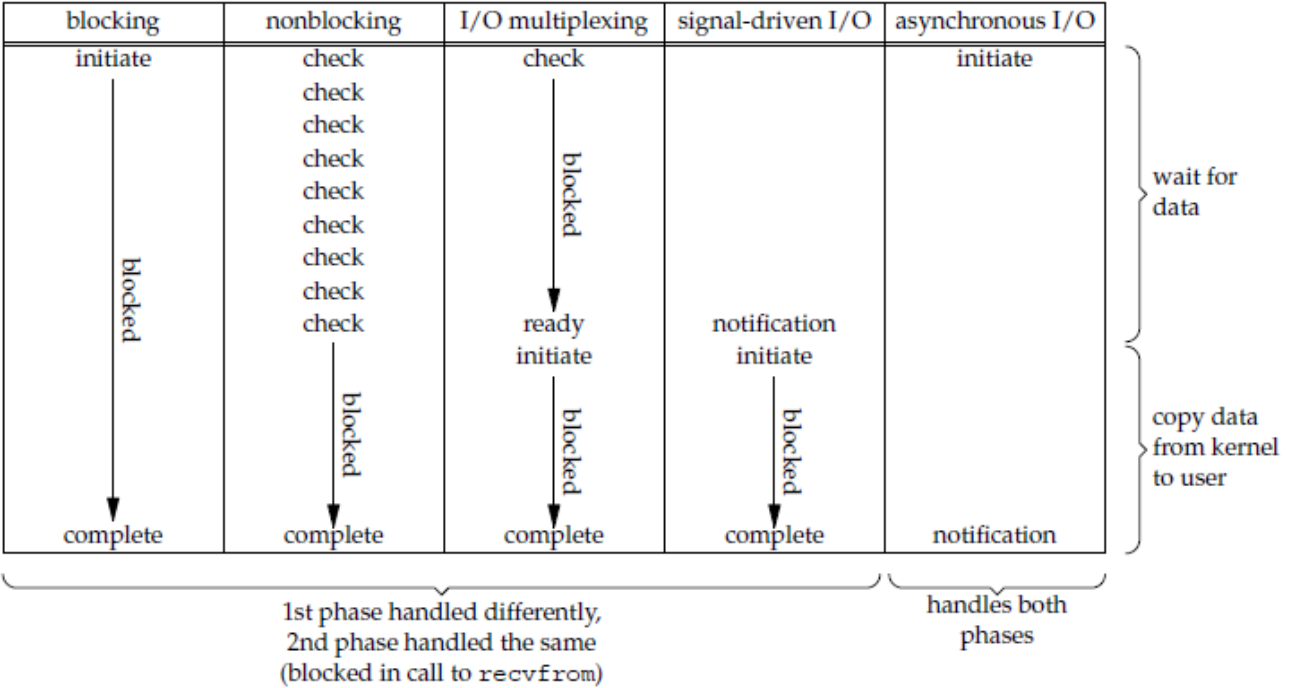 blocking nonblocking I/O multiplexing signal-driven I/O asynchronous I/O
initiate check check initiate
check
check
check
check
check
check
check
check ready notification
initiate initiate
blocked
blocked
blocked
blocked
blocked
complete complete complete complete notification
wait for
data
copy data
from kernel
to user
1st phase handled differently,
2nd phase handled the same
(blocked in call to recvfrom)
handles both
phases